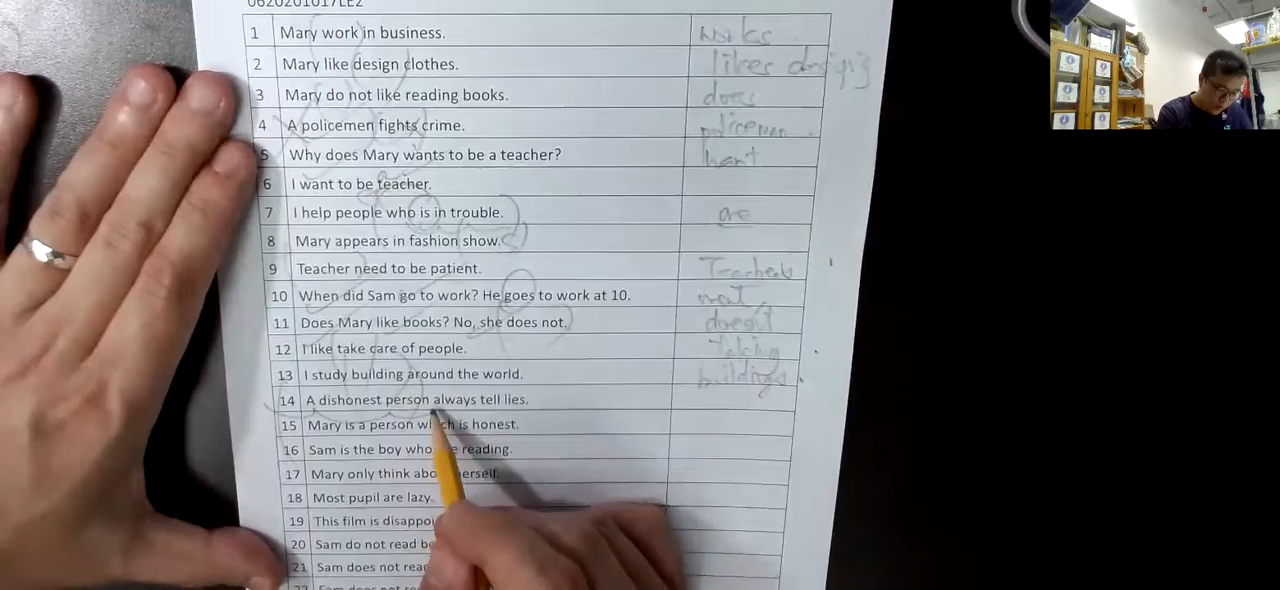 0620201017LE2
1 Mary work in business. works
2 Mary like design clothes. likes
3 Mary do not like reading books. does
4 A policemen fights crime. policeman
5 Why does Mary wants to be a teacher? want
6 I want to be teacher.
7 I help people who is in trouble. are
8 Mary appears in fashion show.
9 Teacher need to be patient. Teachers
10 When did Sam go to work? He goes to work at 10. went
11 Does Mary like books? No, she does not. doesn't
12 I like take care of people. taking
13 I study building around the world. buildings
14 A dishonest person always tell lies.
15 Mary is a person which is honest.
16 Sam is the boy who reading.
17 Mary only think herself.
18 Most pupil are lazy.
19 This film is
20 Sam do not read
21 Sam does not
22